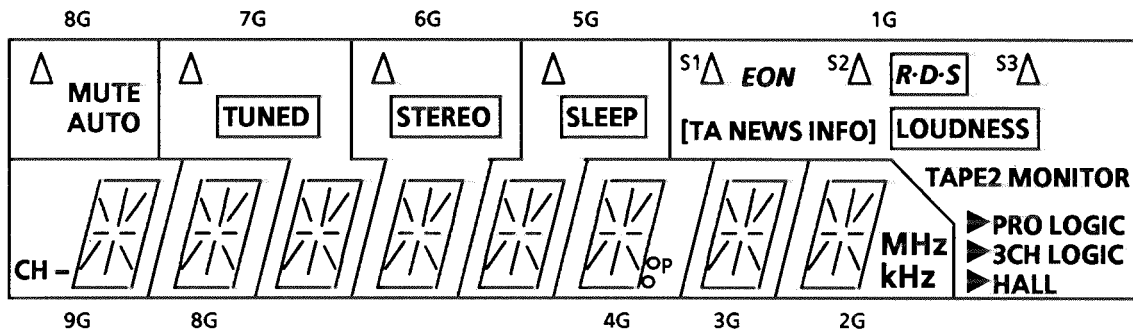 8G 7G 6G 5G 1G
S1 EON S2 R·D·S S3
MUTE
AUTO TUNED STEREO SLEEP [TA NEWS INFO] LOUDNESS
TAPE2 MONITOR
PRO LOGIC
MHz 3CH LOGIC
CH – P kHz HALL
9G 8G 4G 3G 2G